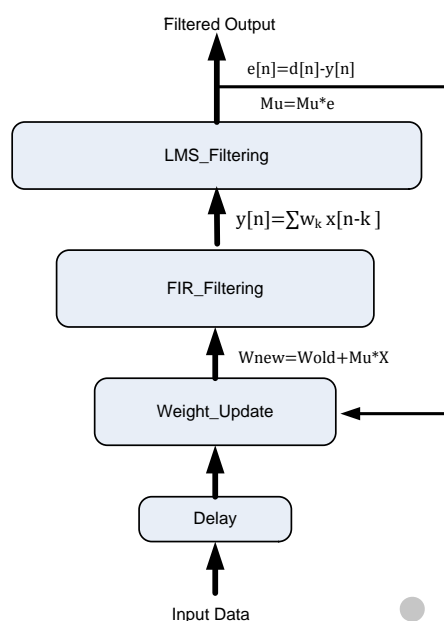 Filtered Output
e[n]=d[n]-y[n]
Mu=Mu*e
LMS_Filtering
y[n]=∑wₖ x[n-k ]
FIR_Filtering
Wnew=Wold+Mu*X
Weight_Update
Delay
Input Data